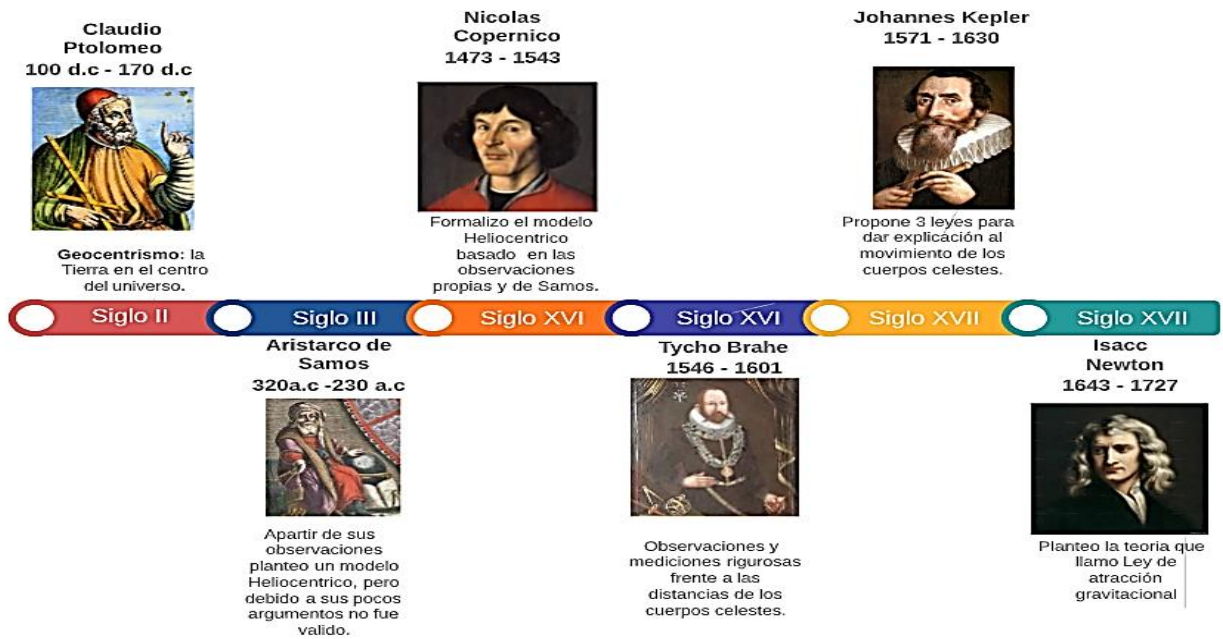 Claudio
Ptolomeo
100 d.c - 170 d.c
Geocentrismo: la
Tierra en el centro
del universo.
Nicolas
Copernico
1473 - 1543
Formalizo el modelo
Heliocentrico
basado en las
observaciones
propias y de Samos.
Johannes Kepler
1571 - 1630
Propone 3 leyes para
dar explicación al
movimiento de los
cuerpos celestes.
Siglo II
Siglo III
Siglo XVI
Siglo XVI
Siglo XVII
Siglo XVII
Aristarco de
Samos
320a.c -230 a.c
Apartir de sus
observaciones
planteo un modelo
Heliocentrico, pero
debido a sus pocos
argumentos no fue
valido.
Tycho Brahe
1546 - 1601
Observaciones y
mediciones rigurosas
frente a las
distancias de los
cuerpos celestes.
Isacc
Newton
1643 - 1727
Planteo la teoria que
llamo Ley de
atracción
gravitacional